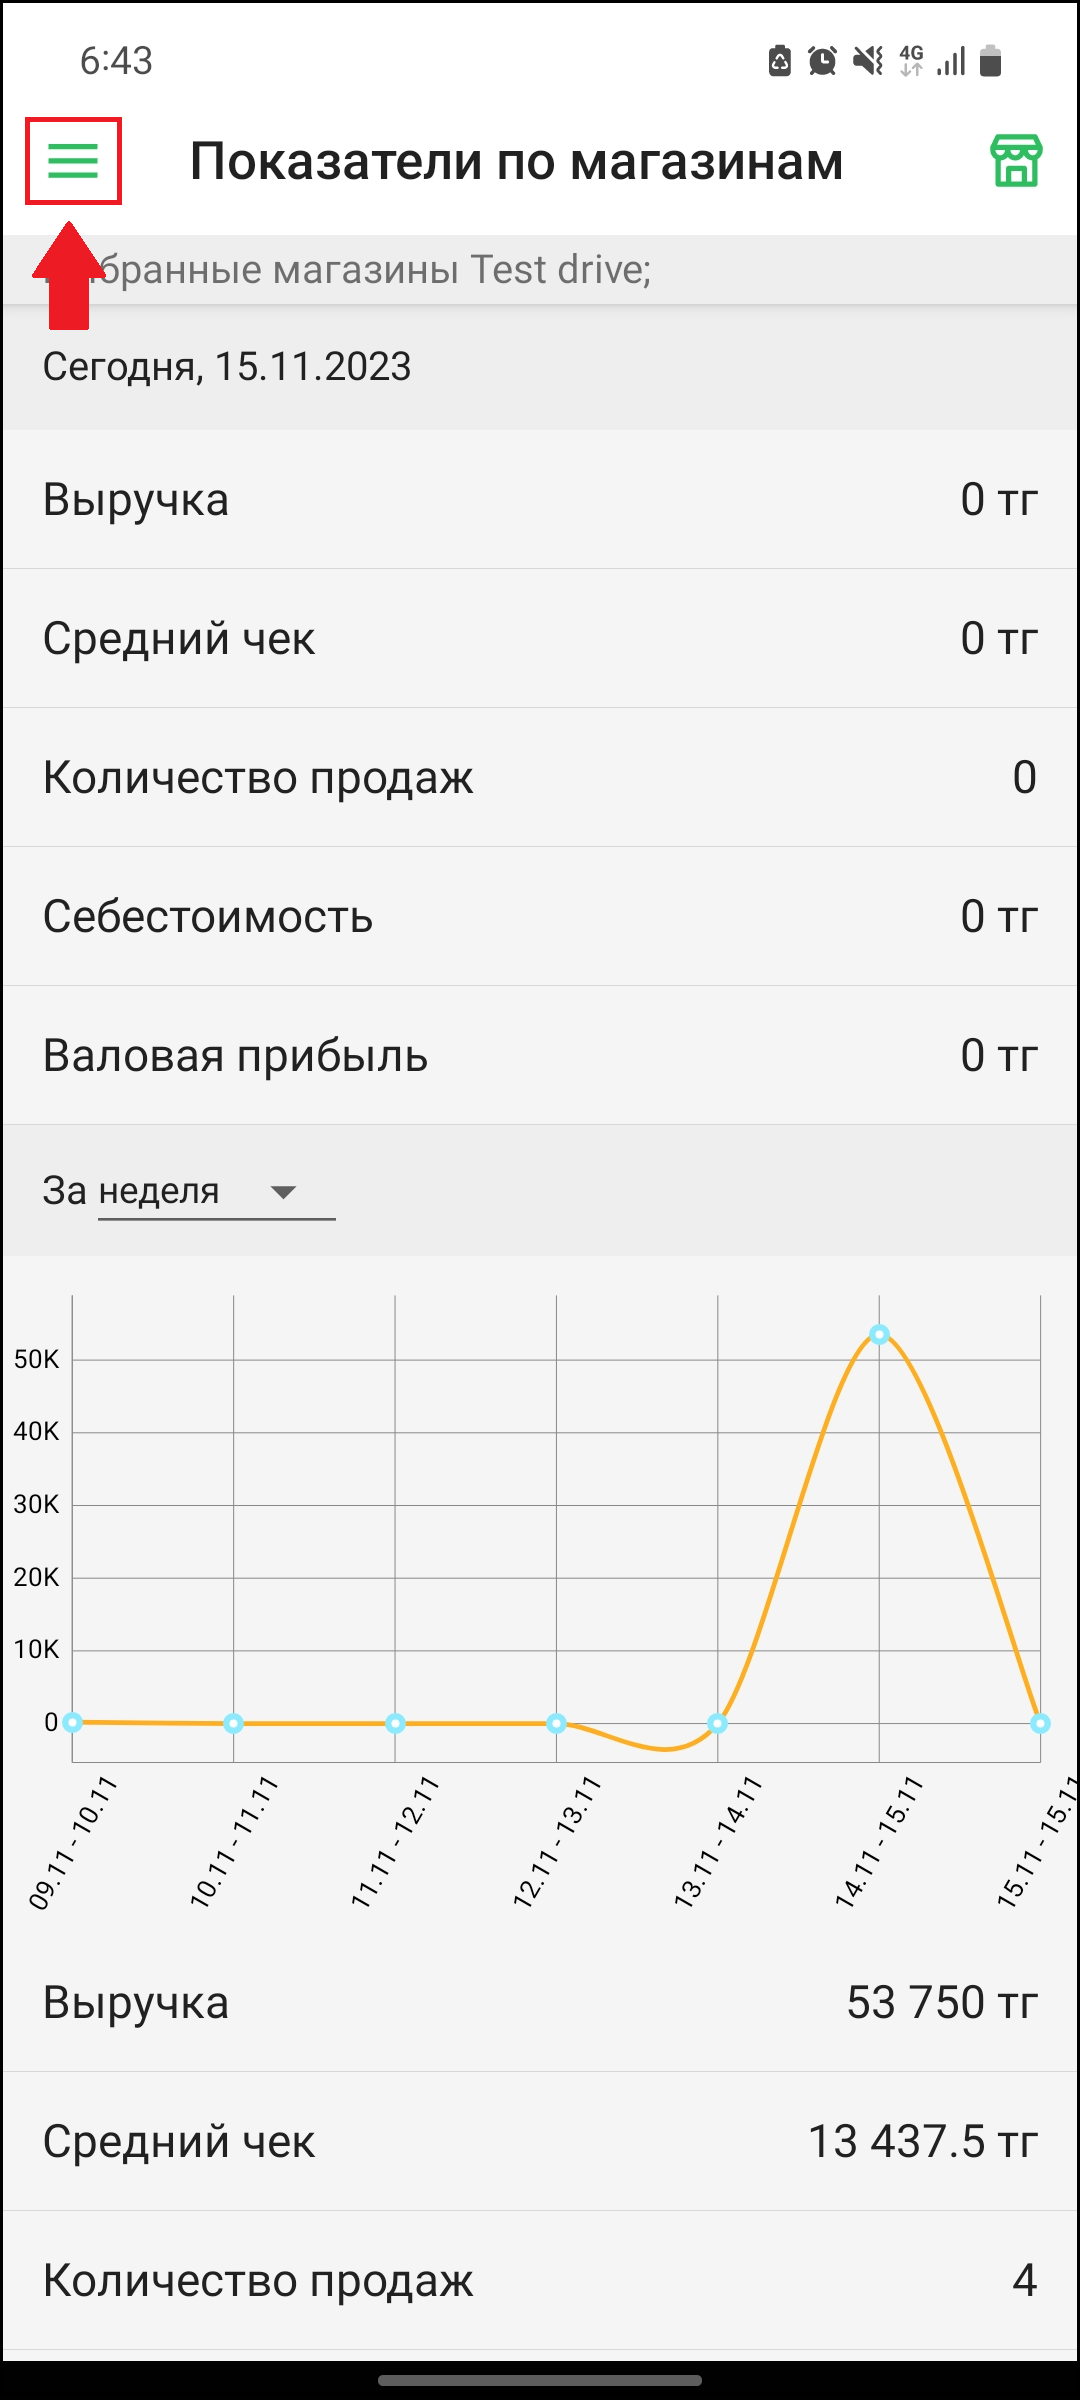 6:43
4G
Показатели по магазинам
бранные магазины Test drive;
Сегодня, 15.11.2023
Выручка 0 тг
Средний чек 0 тг
Количество продаж 0
Себестоимость 0 тг
Валовая прибыль 0 тг
За неделя
50K
40K
30K
20K
10K
0
09.11 - 10.11
10.11 - 11.11
11.11 - 12.11
12.11 - 13.11
13.11 - 14.11
14.11 - 15.11
15.11 - 15.11
Выручка 53 750 тг
Средний чек 13 437.5 тг
Количество продаж 4